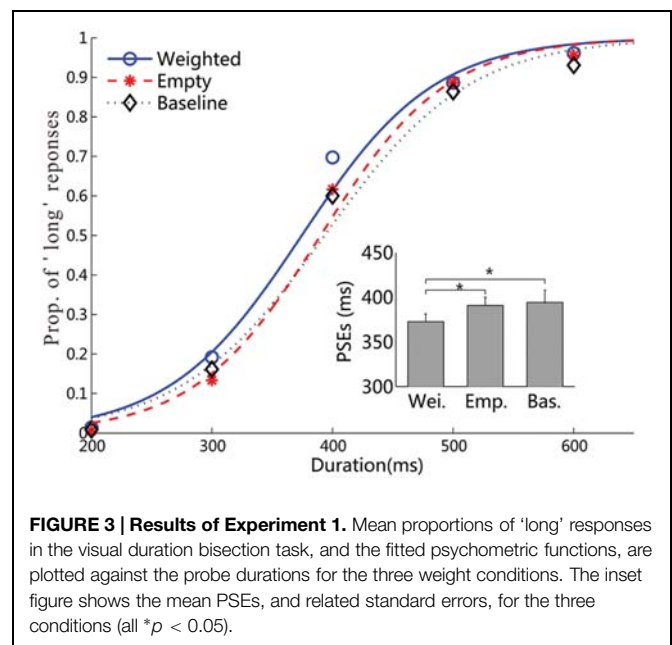 1
0.9
0.8
0.7
0.6
0.5
0.4
0.3
0.2
0.1
0
Prop. of 'long' reponses
Weighted
Empty
Baseline
200 300 400 500 600
Duration(ms)
450
400
350
300
PSEs (ms)
*
*
Wei. Emp. Bas.
FIGURE 3 | Results of Experiment 1. Mean proportions of ‘long’ responses
in the visual duration bisection task, and the fitted psychometric functions, are
plotted against the probe durations for the three weight conditions. The inset
figure shows the mean PSEs, and related standard errors, for the three
conditions (all *p < 0.05).